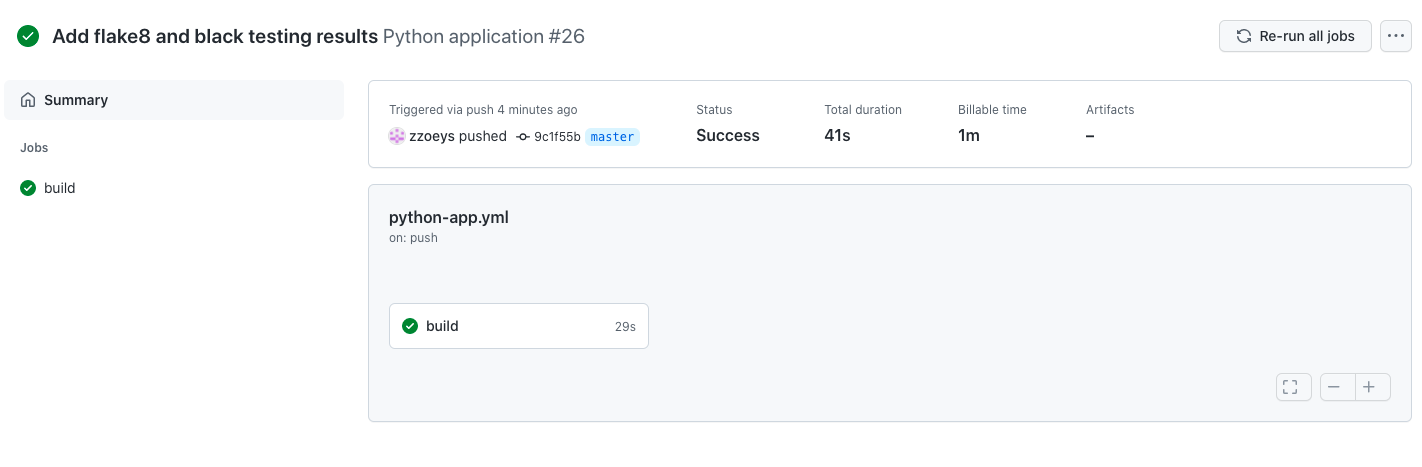 Add flake8 and black testing results Python application #26
Re-run all jobs
Summary
Jobs
build
Triggered via push 4 minutes ago
zzoeys pushed 9c1f55b master
Status
Success
Total duration
41s
Billable time
1m
Artifacts
–
python-app.yml
on: push
build 29s